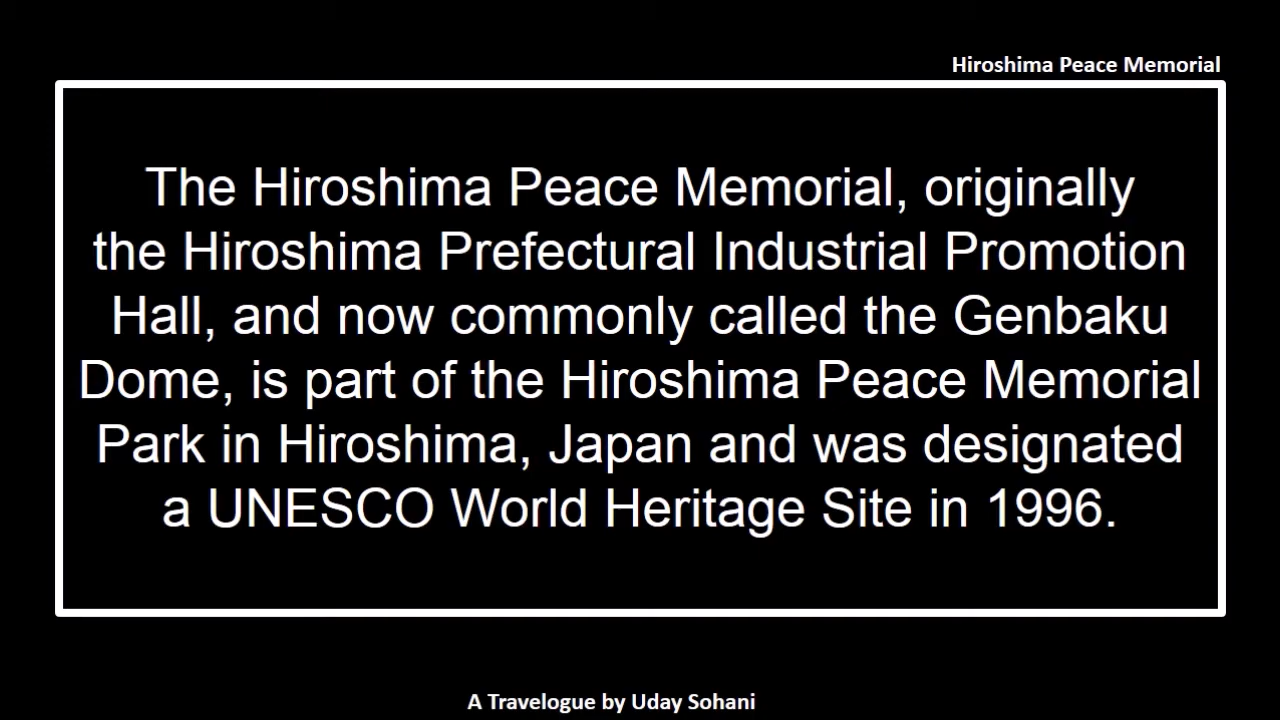 Hiroshima Peace Memorial
The Hiroshima Peace Memorial, originally
the Hiroshima Prefectural Industrial Promotion
Hall, and now commonly called the Genbaku
Dome, is part of the Hiroshima Peace Memorial
Park in Hiroshima, Japan and was designated
a UNESCO World Heritage Site in 1996.
A Travelogue by Uday Sohani